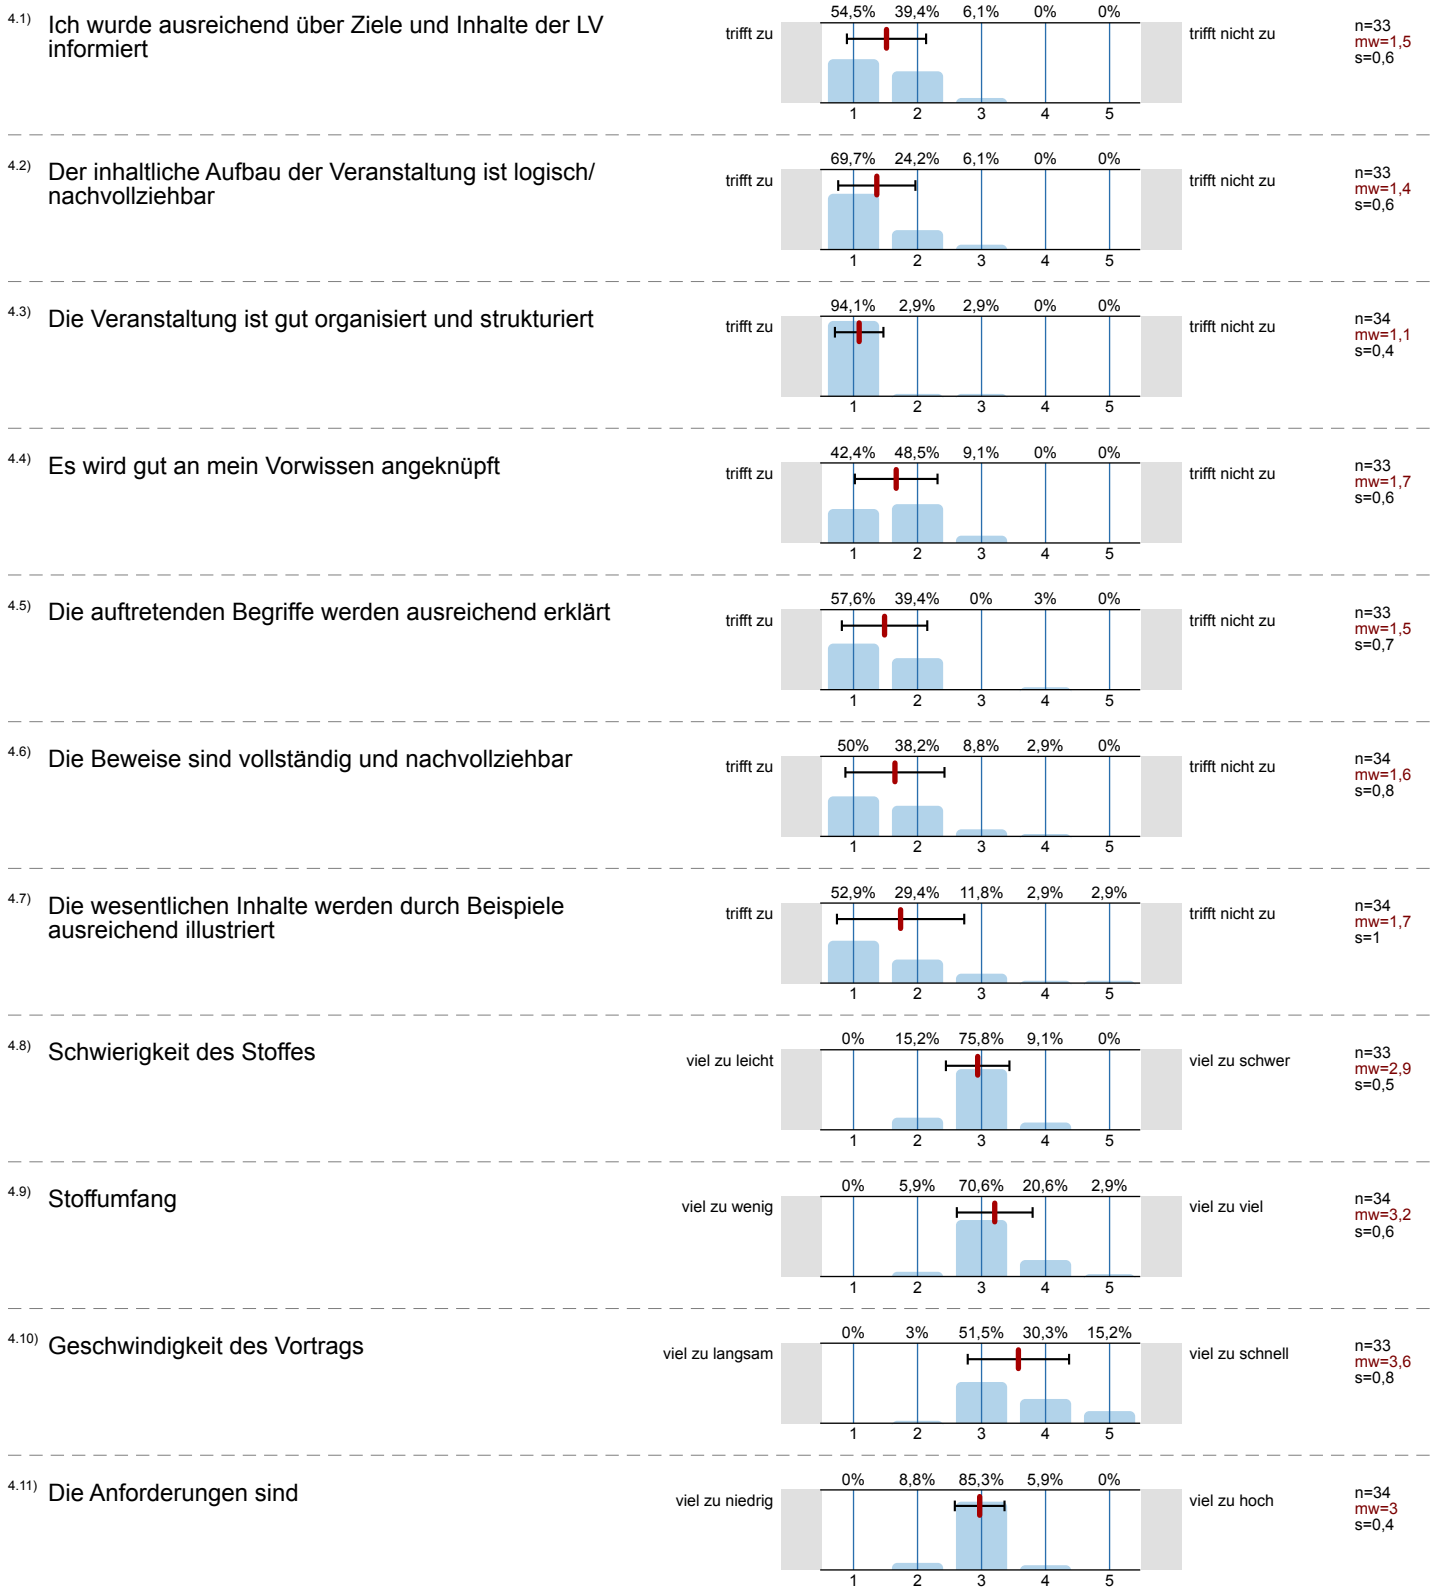 4.1) Ich wurde ausreichend über Ziele und Inhalte der LV
informiert
trifft zu
54,5% 39,4% 6,1% 0% 0%
1 2 3 4 5
trifft nicht zu
n=33
mw=1,5
s=0,6
4.2) Der inhaltliche Aufbau der Veranstaltung ist logisch/
nachvollziehbar
trifft zu
69,7% 24,2% 6,1% 0% 0%
1 2 3 4 5
trifft nicht zu
n=33
mw=1,4
s=0,6
4.3) Die Veranstaltung ist gut organisiert und strukturiert
trifft zu
94,1% 2,9% 2,9% 0% 0%
1 2 3 4 5
trifft nicht zu
n=34
mw=1,1
s=0,4
4.4) Es wird gut an mein Vorwissen angeknüpft
trifft zu
42,4% 48,5% 9,1% 0% 0%
1 2 3 4 5
trifft nicht zu
n=33
mw=1,7
s=0,6
4.5) Die auftretenden Begriffe werden ausreichend erklärt
trifft zu
57,6% 39,4% 0% 3% 0%
1 2 3 4 5
trifft nicht zu
n=33
mw=1,5
s=0,7
4.6) Die Beweise sind vollständig und nachvollziehbar
trifft zu
50% 38,2% 8,8% 2,9% 0%
1 2 3 4 5
trifft nicht zu
n=34
mw=1,6
s=0,8
4.7) Die wesentlichen Inhalte werden durch Beispiele
ausreichend illustriert
trifft zu
52,9% 29,4% 11,8% 2,9% 2,9%
1 2 3 4 5
trifft nicht zu
n=34
mw=1,7
s=1
4.8) Schwierigkeit des Stoffes
viel zu leicht
0% 15,2% 75,8% 9,1% 0%
1 2 3 4 5
viel zu schwer
n=33
mw=2,9
s=0,5
4.9) Stoffumfang
viel zu wenig
0% 5,9% 70,6% 20,6% 2,9%
1 2 3 4 5
viel zu viel
n=34
mw=3,2
s=0,6
4.10) Geschwindigkeit des Vortrags
viel zu langsam
0% 3% 51,5% 30,3% 15,2%
1 2 3 4 5
viel zu schnell
n=33
mw=3,6
s=0,8
4.11) Die Anforderungen sind
viel zu niedrig
0% 8,8% 85,3% 5,9% 0%
1 2 3 4 5
viel zu hoch
n=34
mw=3
s=0,4